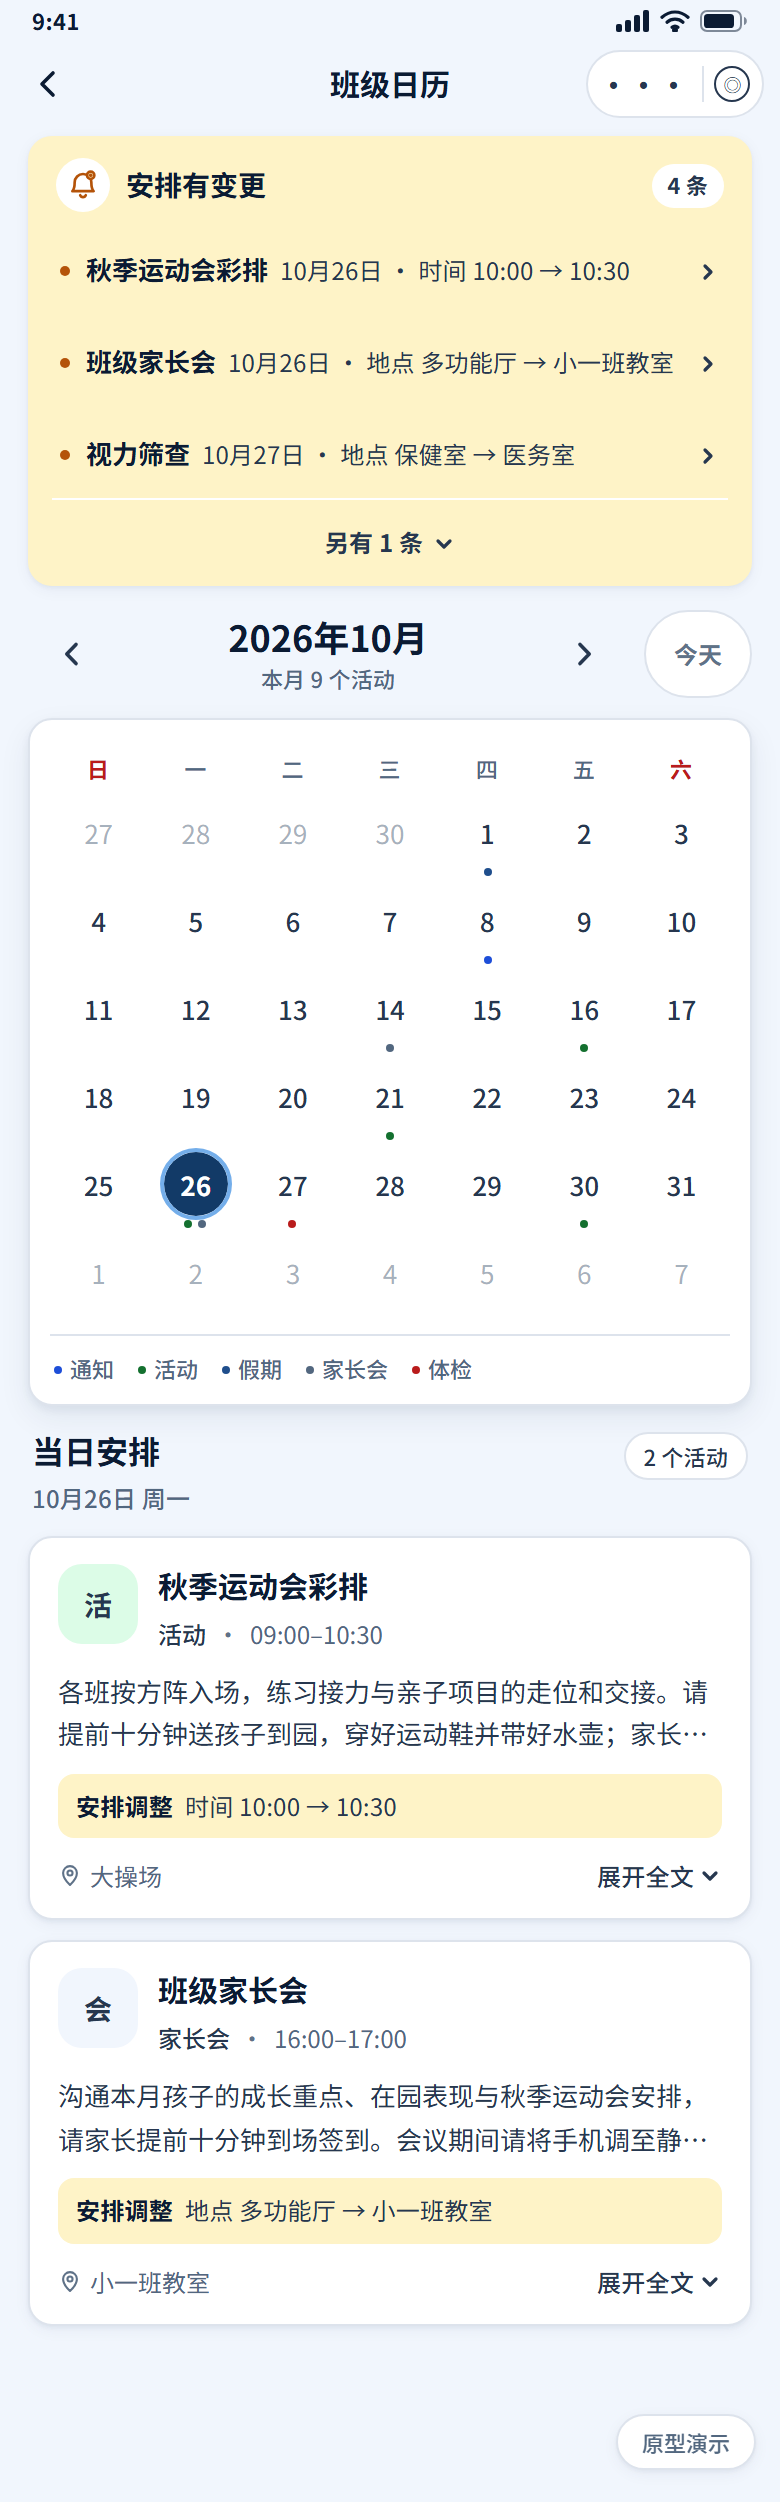 9:41
班级日历
安排有变更
4 条
秋季运动会彩排 10月26日 · 时间 10:00 → 10:30
班级家长会 10月26日 · 地点 多功能厅 → 小一班教室
视力筛查 10月27日 · 地点 保健室 → 医务室
另有 1 条
2026年10月
本月 9 个活动
今天
日 一 二 三 四 五 六
27 28 29 30 1 2 3
4 5 6 7 8 9 10
11 12 13 14 15 16 17
18 19 20 21 22 23 24
25 26 27 28 29 30 31
1 2 3 4 5 6 7
通知 活动 假期 家长会 体检
当日安排
2 个活动
10月26日 周一
活
秋季运动会彩排
活动 · 09:00–10:30
各班按方阵入场，练习接力与亲子项目的走位和交接。请
提前十分钟送孩子到园，穿好运动鞋并带好水壶；家长…
安排调整 时间 10:00 → 10:30
大操场
展开全文
会
班级家长会
家长会 · 16:00–17:00
沟通本月孩子的成长重点、在园表现与秋季运动会安排，
请家长提前十分钟到场签到。会议期间请将手机调至静…
安排调整 地点 多功能厅 → 小一班教室
小一班教室
展开全文
原型演示